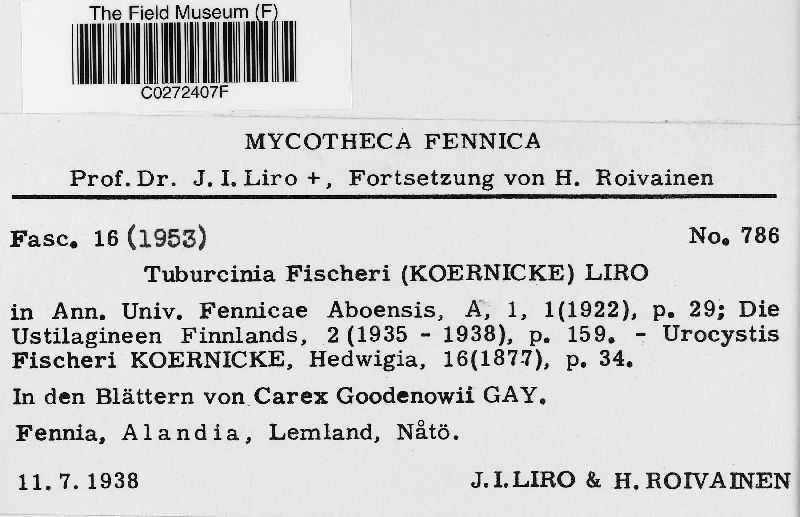 The Field Museum (F)
C0272407F
MYCOTHECA FENNICA
Prof. Dr. J. I. Liro +, Fortsetzung von H. Roivainen
Fasc. 16 (1953) No. 786
Tuburcinia Fischeri (KOERNICKE) LIRO
in Ann. Univ. Fennicae Aboensis, A, 1, 1(1922), p. 29; Die
Ustilagineen Finnlands, 2 (1935 - 1938), p. 159. - Urocystis
Fischeri KOERNICKE, Hedwigia, 16(1877), p. 34.
In den Blättern von Carex Goodenowii GAY.
Fennia, Alandia, Lemland, Nåtö.
11. 7. 1938 J. I. LIRO & H. ROIVAINEN